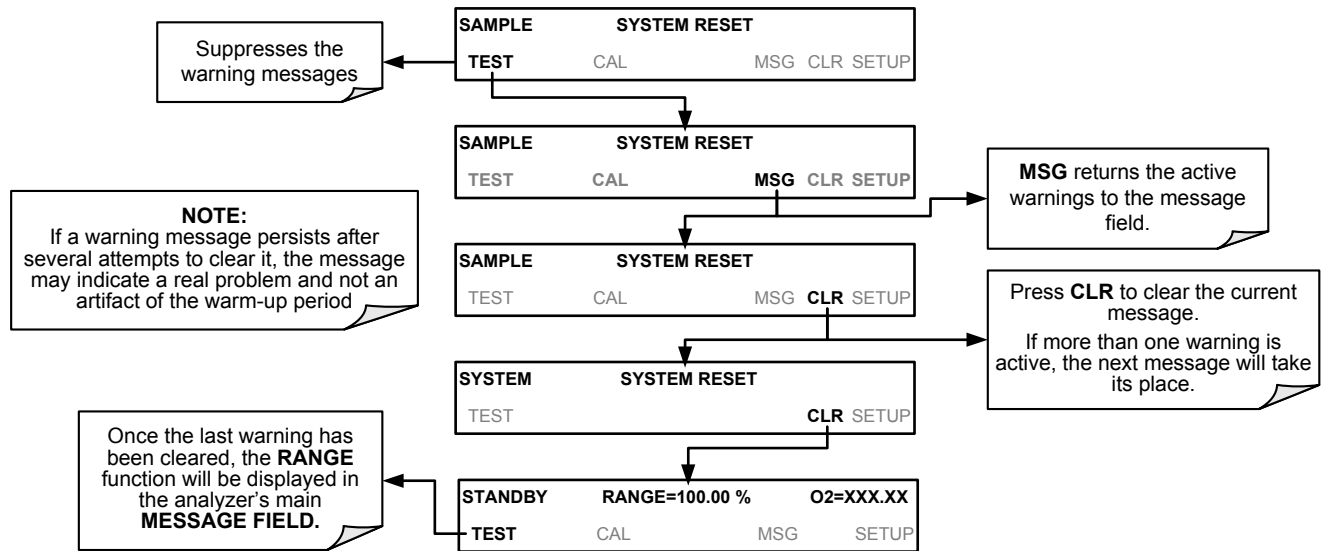 SAMPLE SYSTEM RESET
TEST CAL MSG CLR SETUP
Suppresses the
warning messages
SAMPLE SYSTEM RESET
TEST CAL MSG CLR SETUP
MSG returns the active
warnings to the message
field.
NOTE:
If a warning message persists after
several attempts to clear it, the message
may indicate a real problem and not an
artifact of the warm-up period
SAMPLE SYSTEM RESET
TEST CAL MSG CLR SETUP
Press CLR to clear the current
message.
If more than one warning is
active, the next message will take
its place.
SYSTEM SYSTEM RESET
TEST CLR SETUP
Once the last warning has
been cleared, the RANGE
function will be displayed in
the analyzer's main
MESSAGE FIELD.
STANDBY RANGE=100.00 % O2=XXX.XX
TEST CAL MSG SETUP